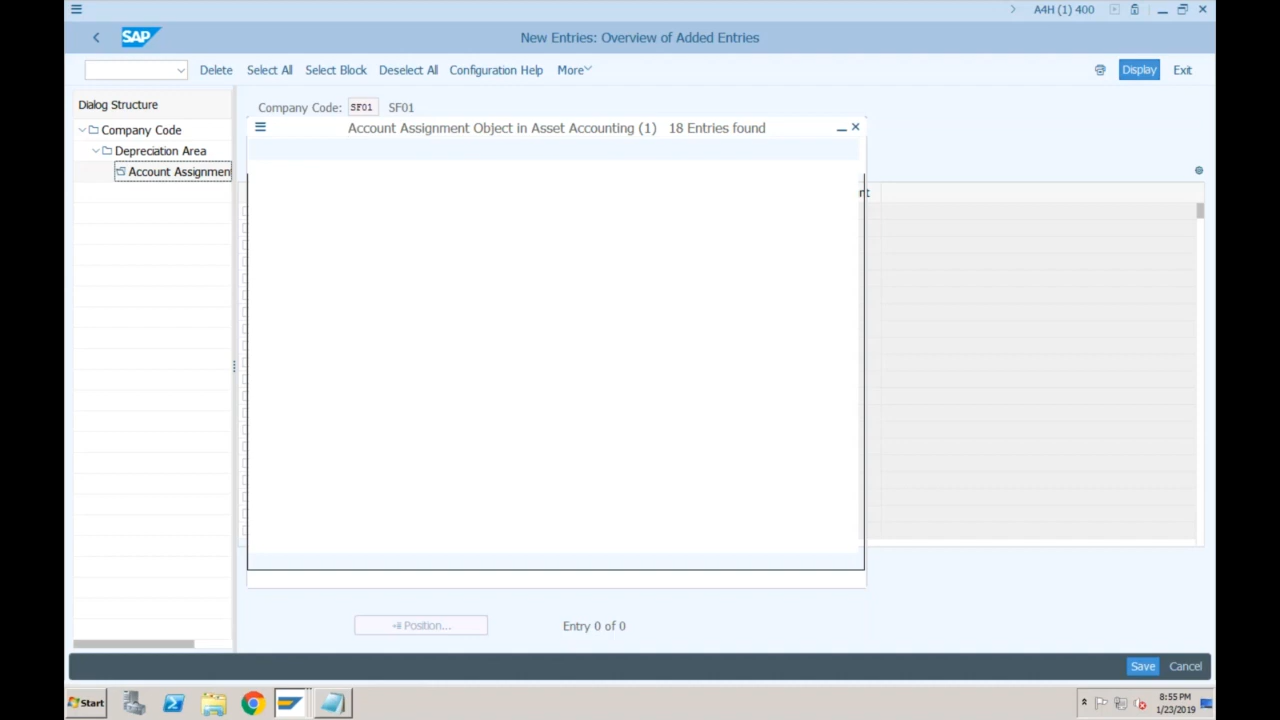 A4H (1) 400
SAP
New Entries: Overview of Added Entries
Delete Select All Select Block Deselect All Configuration Help More Display Exit
Dialog Structure
Company Code
Depreciation Area
Account Assignmen
Company Code: SF01 SF01
Account Assignment Object in Asset Accounting (1) 18 Entries found
nt
Position...
Entry 0 of 0
Save Cancel
Start
8:55 PM
1/23/2019